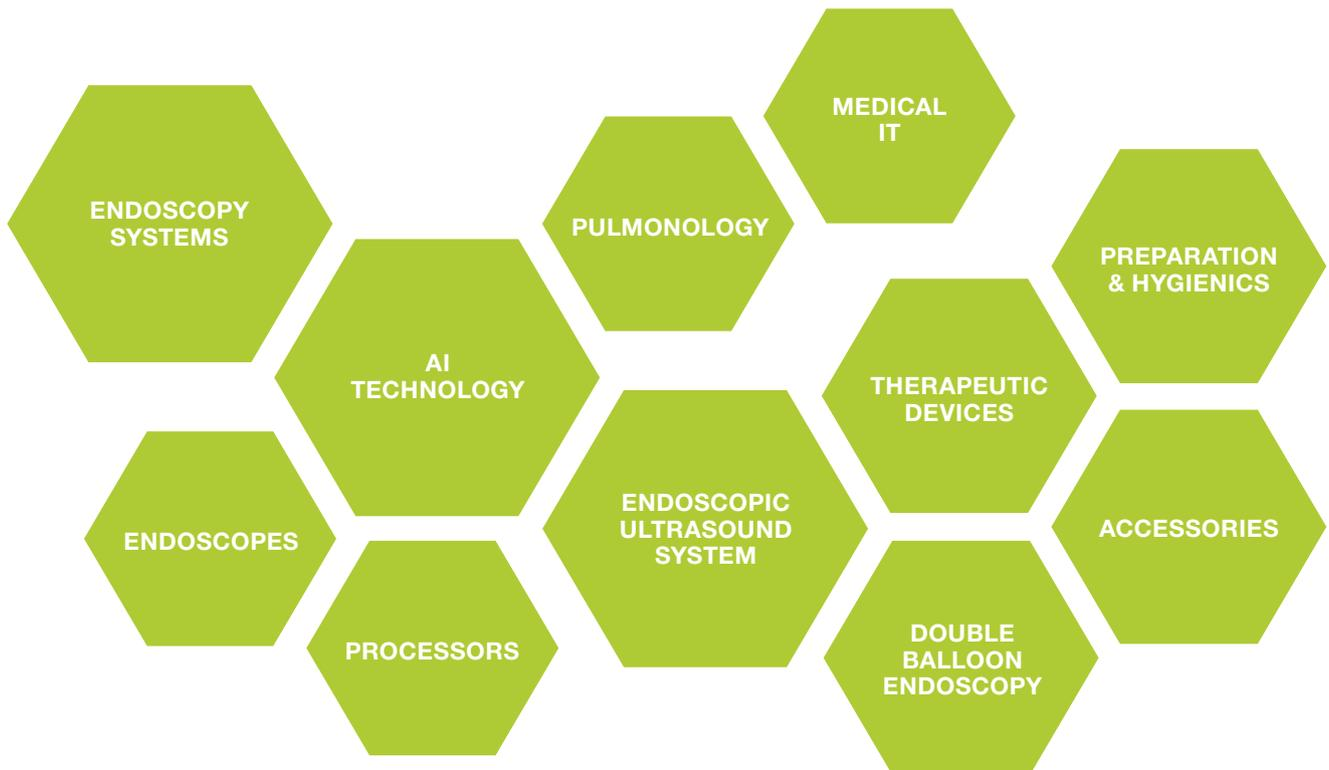 MEDICAL
IT
ENDOSCOPY
SYSTEMS
PULMONOLOGY
PREPARATION
& HYGIENICS
AI
TECHNOLOGY
THERAPEUTIC
DEVICES
ENDOSCOPIC
ULTRASOUND
SYSTEM
ACCESSORIES
ENDOSCOPES
PROCESSORS
DOUBLE
BALLOON
ENDOSCOPY